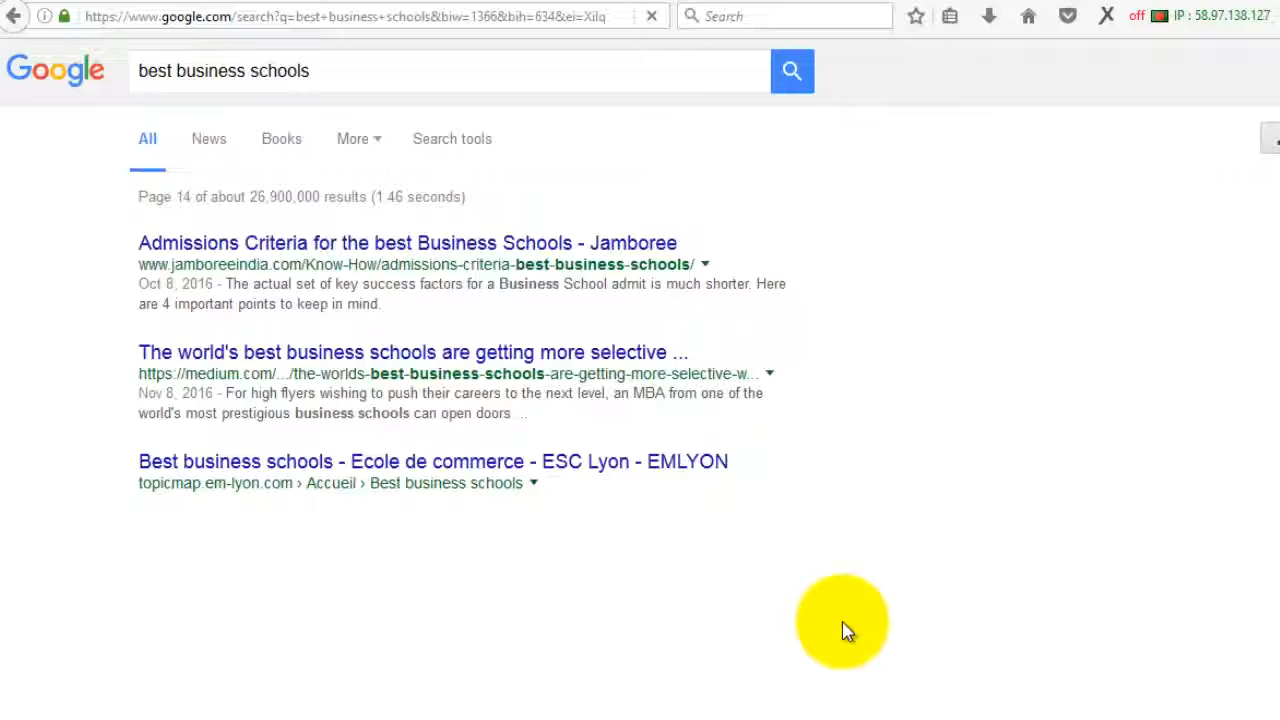 https://www.google.com/search?q=best+business+schools&biw=1366&bih=634&ei=Xilq
Search
off IP : 58.97.138.127
Google
best business schools
All News Books More Search tools
Page 14 of about 26,900,000 results (1.46 seconds)
Admissions Criteria for the best Business Schools - Jamboree
www.jamboreeindia.com/Know-How/admissions-criteria-best-business-schools/
Oct 8, 2016 - The actual set of key success factors for a Business School admit is much shorter. Here
are 4 important points to keep in mind.
The world's best business schools are getting more selective ...
https://medium.com/.../the-worlds-best-business-schools-are-getting-more-selective-w...
Nov 8, 2016 - For high flyers wishing to push their careers to the next level, an MBA from one of the
world's most prestigious business schools can open doors ...
Best business schools - Ecole de commerce - ESC Lyon - EMLYON
topicmap.em-lyon.com › Accueil › Best business schools